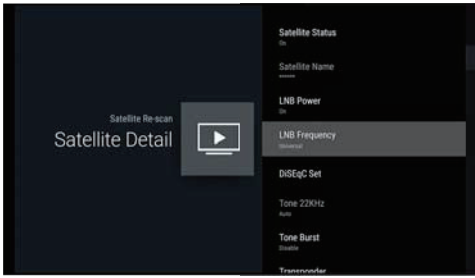 Satellite Re-scan
Satellite Detail
Satellite Status
On
Satellite Name
******
LNB Power
On
LNB Frequency
Universal
DiSEqC Set
Tone 22KHz
Auto
Tone Burst
Disable
Transponder